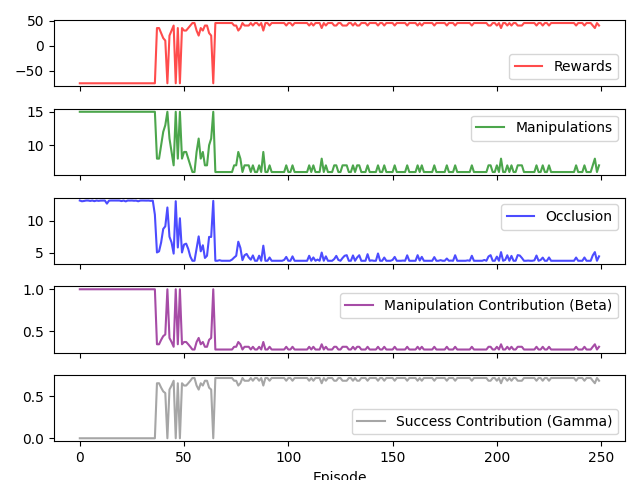 50
0
−50
Rewards
15
10
Manipulations
10
5
Occlusion
1.0
0.5
Manipulation Contribution (Beta)
0.5
0.0
Success Contribution (Gamma)
0 50 100 150 200 250
Episode